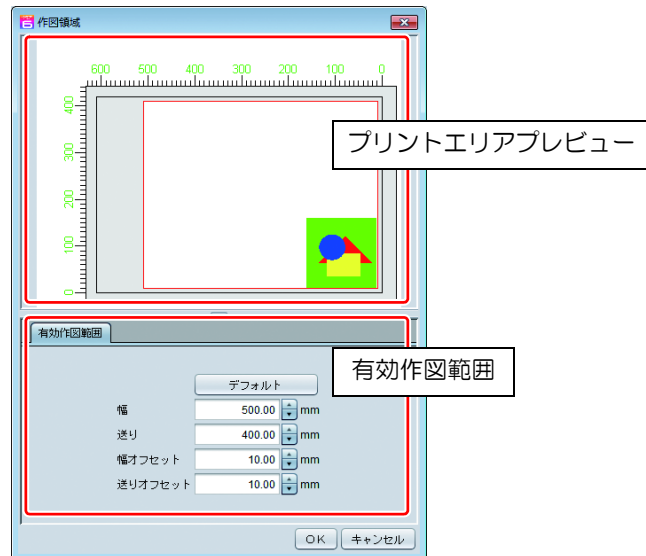 作図領域
600 500 400 300 200 100 0
400
300
200
100
0
プリントエリアプレビュー
有効作図範囲
有効作図範囲
デフォルト
幅 500.00 mm
送り 400.00 mm
幅オフセット 10.00 mm
送りオフセット 10.00 mm
OK キャンセル